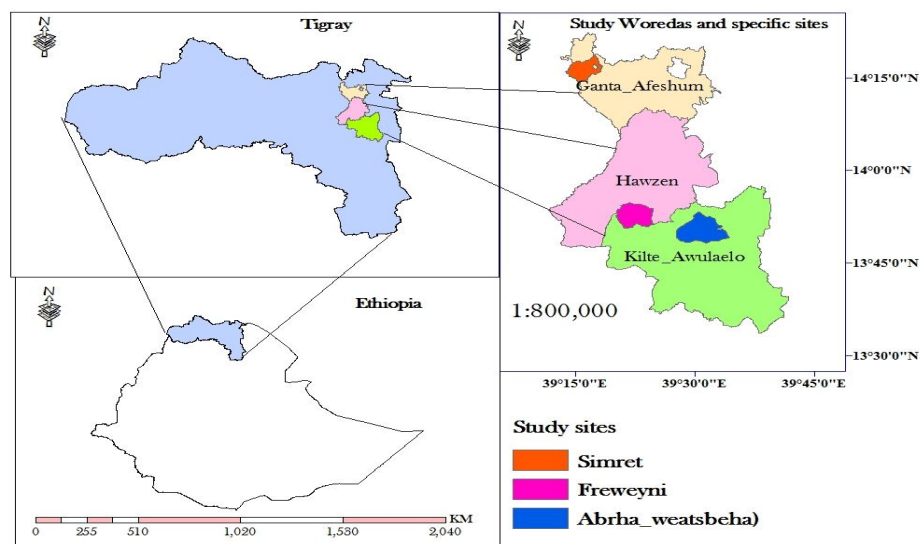 N
Tigray
N
Ethiopia
KM
0 255 510 1,020 1,530 2,040
Study Woredas and specific sites
N
Ganta_Afeshum
Hawzen
Kilte_Awulaelo
1:800,000
14°15'0"N
14°0'0"N
13°45'0"N
13°30'0"N
39°15'0"E 39°30'0"E 39°45'0"E
Study sites
Simret
Freweyni
Abrha_weatsbeha)